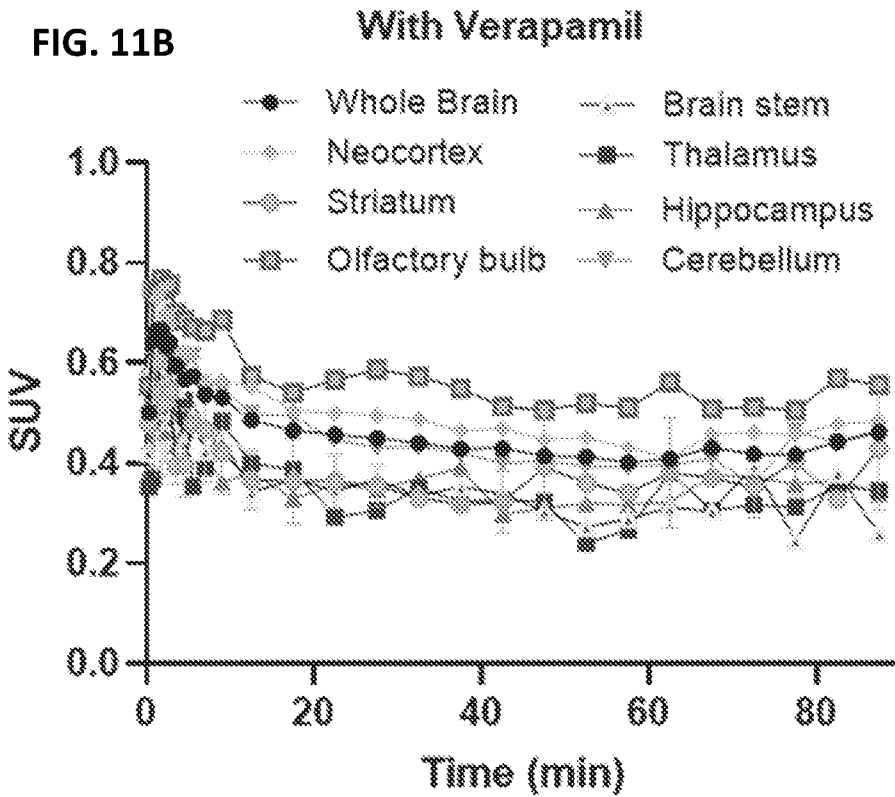 FIG. 11B
With Verapamil
Whole Brain
Brain stem
Neocortex
Thalamus
Striatum
Hippocampus
Olfactory bulb
Cerebellum
1.0
0.8
0.6
0.4
0.2
0.0
SUV
0 20 40 60 80
Time (min)